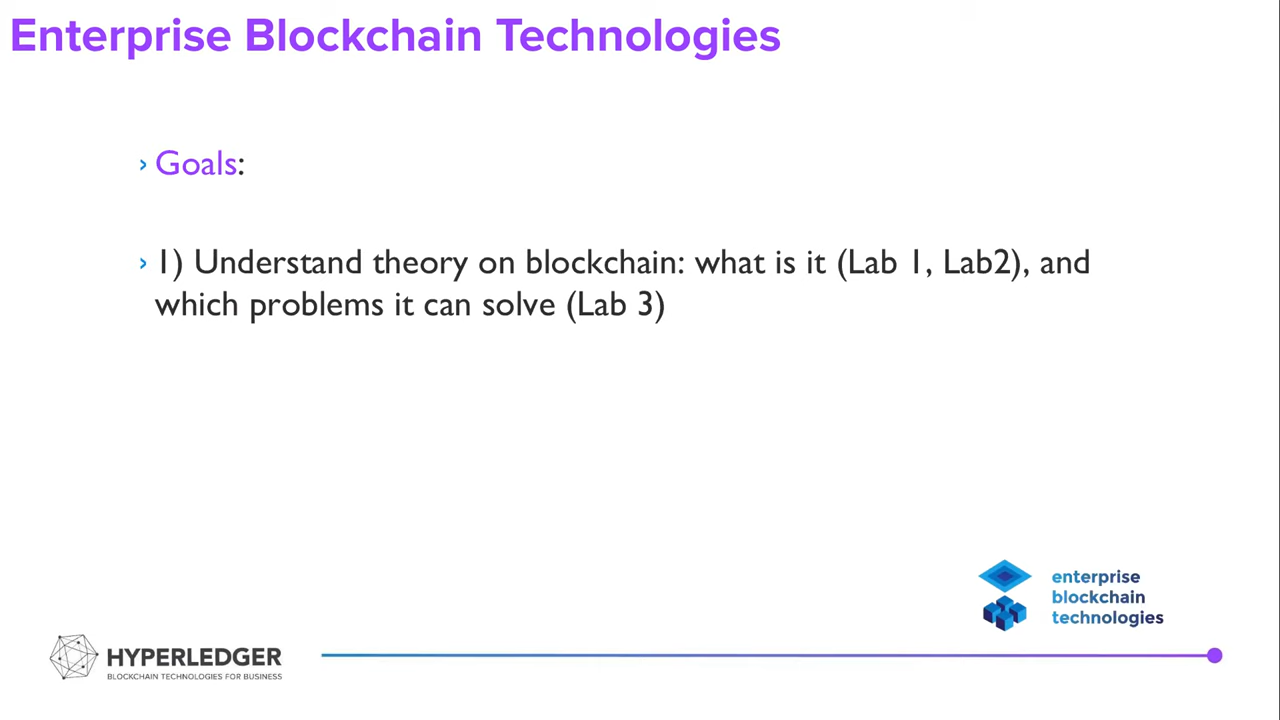 Enterprise Blockchain Technologies
› Goals:
› 1) Understand theory on blockchain: what is it (Lab 1, Lab2), and
which problems it can solve (Lab 3)
enterprise
blockchain
technologies
HYPERLEDGER
BLOCKCHAIN TECHNOLOGIES FOR BUSINESS